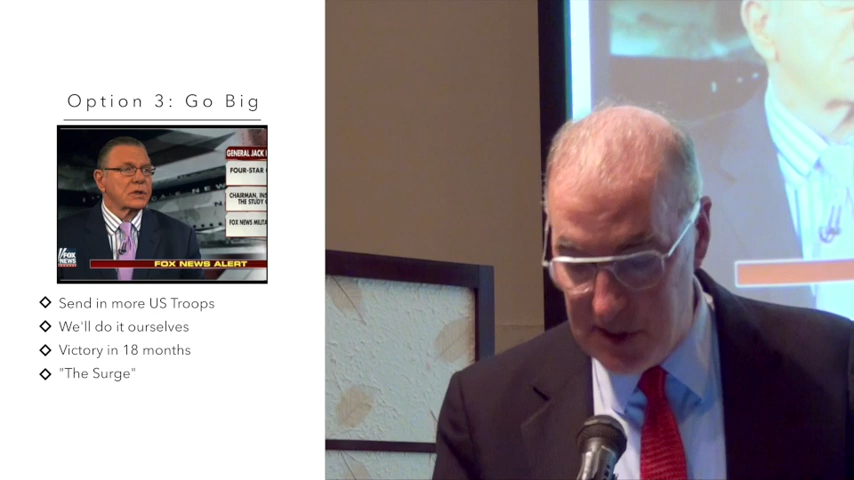 Option 3: Go Big
GENERAL JACK
FOUR-STAR
CHAIRMAN, INS
THE STUDY
FOX NEWS MILITA
FOX
NEWS
FOX NEWS ALERT
Send in more US Troops
We'll do it ourselves
Victory in 18 months
"The Surge"